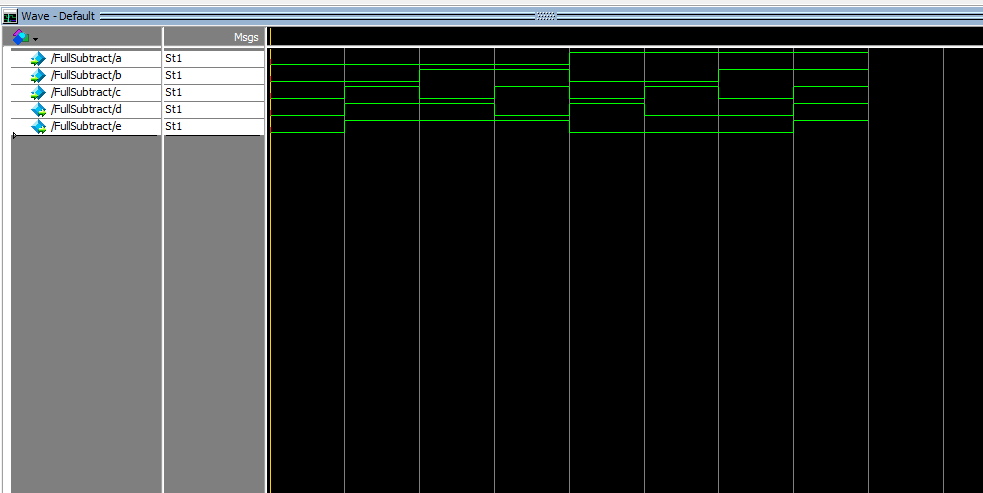 Wave - Default
Msgs
/FullSubtract/a St1
/FullSubtract/b St1
/FullSubtract/c St1
/FullSubtract/d St1
/FullSubtract/e St1